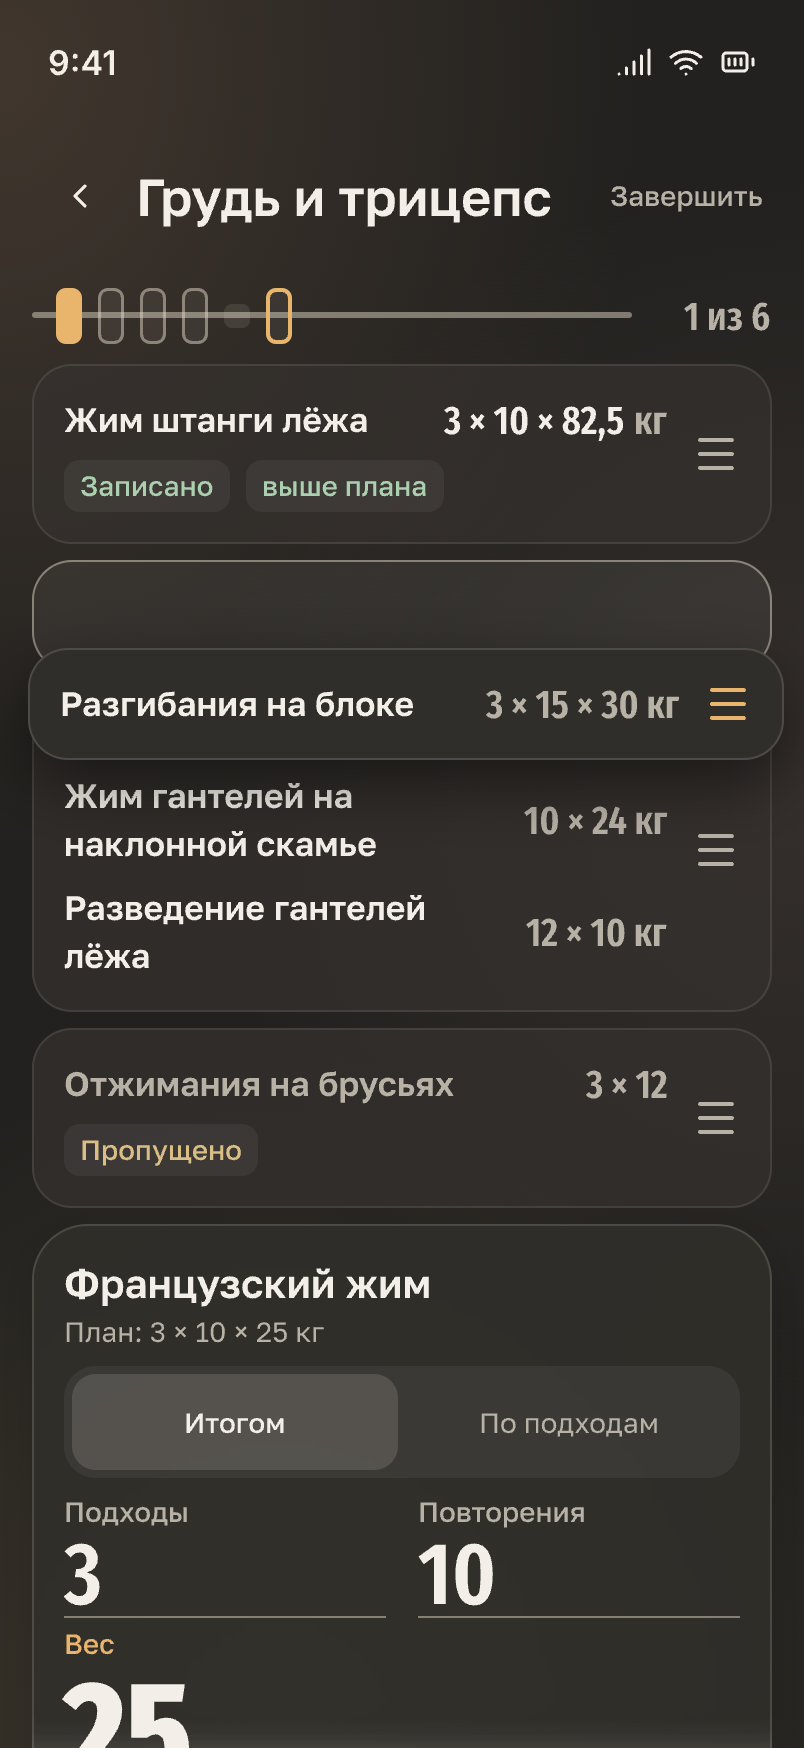 9:41
Грудь и трицепс
Завершить
1 из 6
Жим штанги лёжа
3 × 10 × 82,5 кг
Записано
выше плана
Разгибания на блоке
3 × 15 × 30 кг
Жим гантелей на
наклонной скамье
10 × 24 кг
Разведение гантелей
лёжа
12 × 10 кг
Отжимания на брусьях
3 × 12
Пропущено
Французский жим
План: 3 × 10 × 25 кг
Итогом
По подходам
Подходы
Повторения
3
10
Вес
25